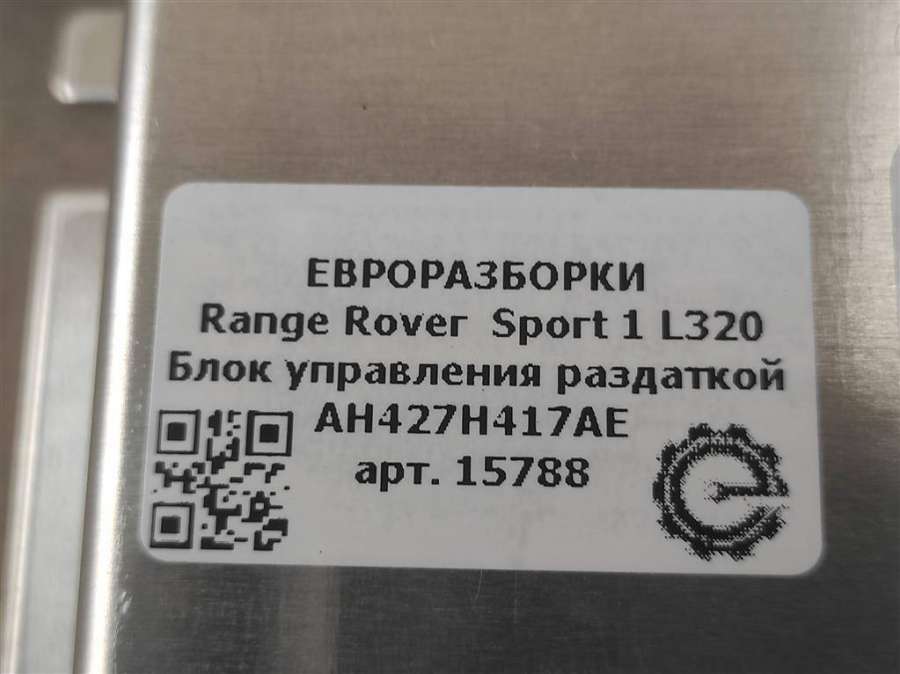 ЕВРОРАЗБОРКИ
Range Rover Sport 1 L320
Блок управления раздаткой
AH427H417AE
арт. 15788